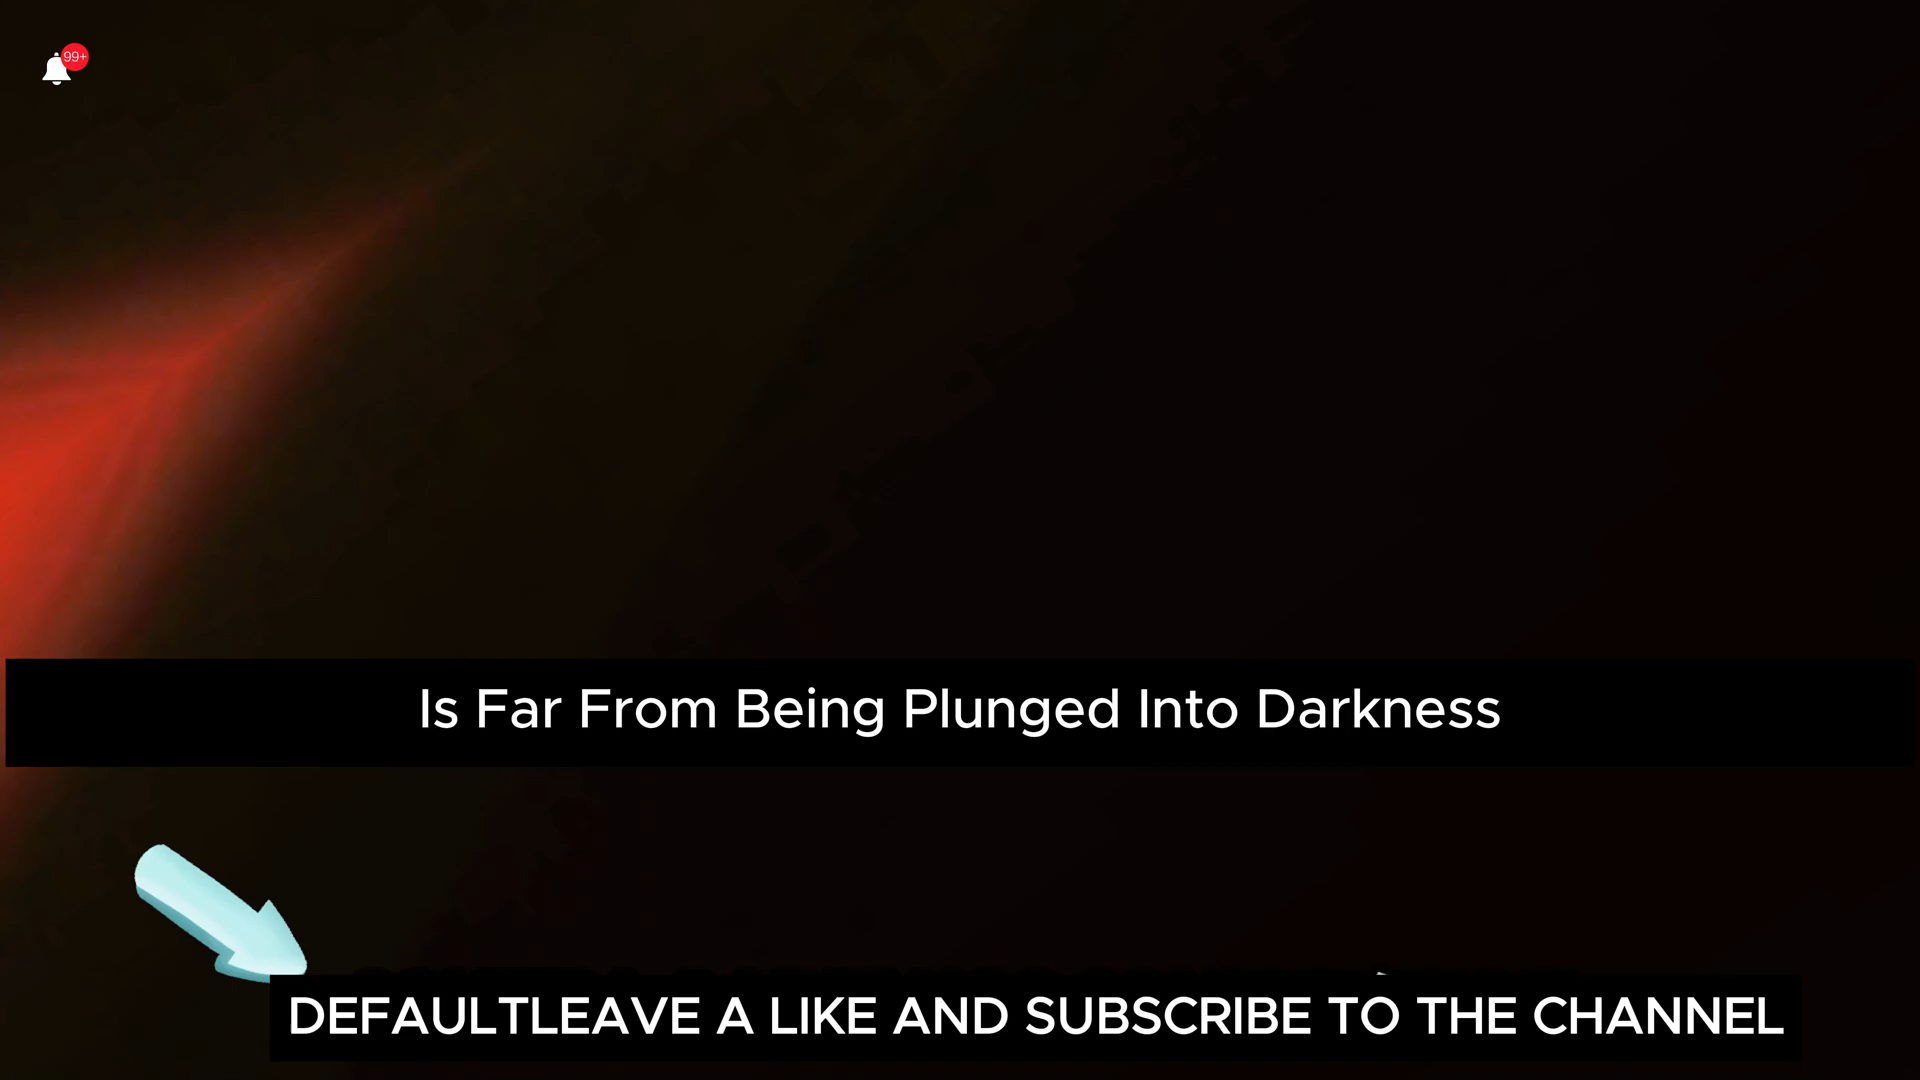 99+
Is Far From Being Plunged Into Darkness
DEFAULTLEAVE A LIKE AND SUBSCRIBE TO THE CHANNEL